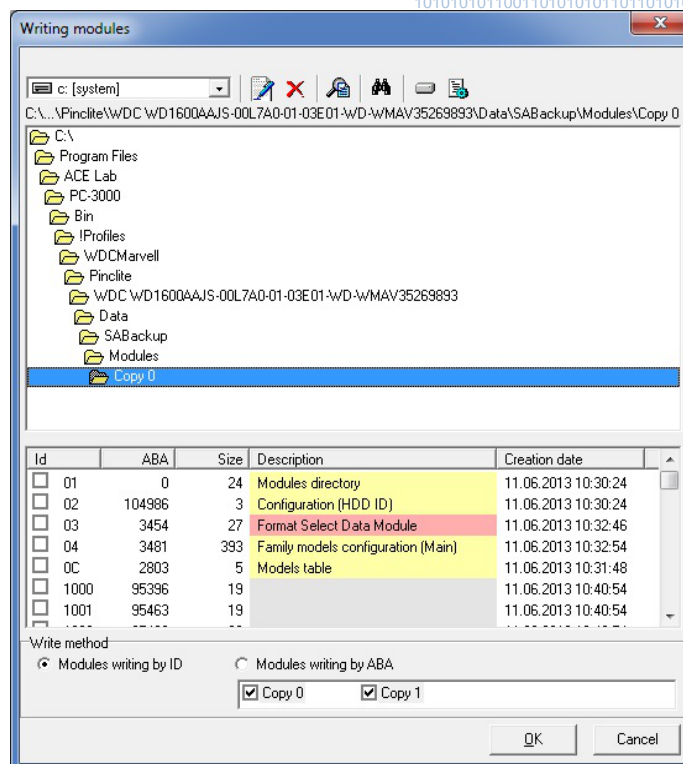 Writing modules
c: [system]
C:\...\Pinclite\WDC WD1600AAJS-00L7A0-01-03E01-WD-WMAV35269893\Data\SABackup\Modules\Copy 0
C:\
Program Files
ACE Lab
PC-3000
Bin
!Profiles
WDCMarvell
Pinclite
WDC WD1600AAJS-00L7A0-01-03E01-WD-WMAV35269893
Data
SABackup
Modules
Copy 0
Id ABA Size Description Creation date
01 0 24 Modules directory 11.06.2013 10:30:24
02 104986 3 Configuration (HDD ID) 11.06.2013 10:30:24
03 3454 27 Format Select Data Module 11.06.2013 10:32:46
04 3481 393 Family models configuration (Main) 11.06.2013 10:32:54
0C 2803 5 Models table 11.06.2013 10:31:48
1000 95396 19 11.06.2013 10:40:54
1001 95463 19 11.06.2013 10:40:54
Write method
Modules writing by ID Modules writing by ABA
Copy 0 Copy 1
OK Cancel